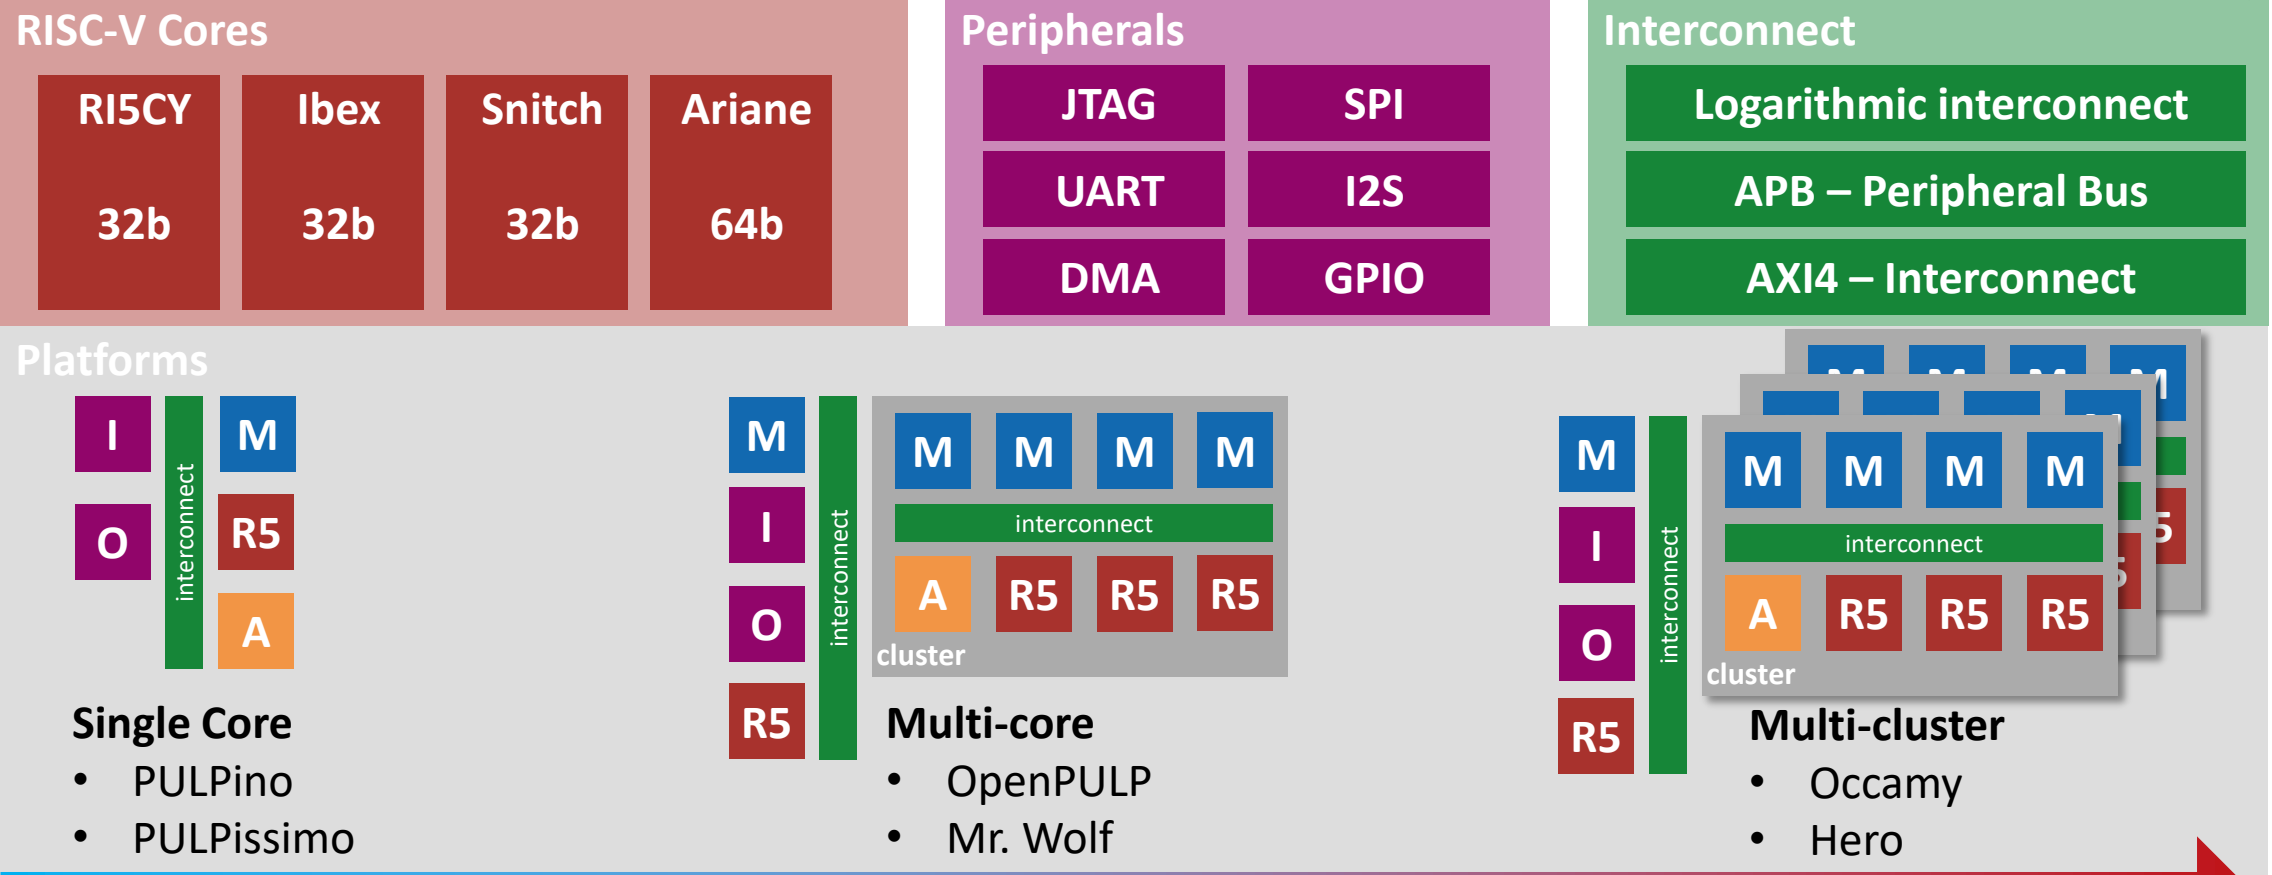 RISC-V Cores
RI5CY
32b
Ibex
32b
Snitch
32b
Ariane
64b
Peripherals
JTAG
SPI
UART
I2S
DMA
GPIO
Interconnect
Logarithmic interconnect
APB – Peripheral Bus
AXI4 – Interconnect
Platforms
I
O
interconnect
M
R5
A
Single Core
• PULPino
• PULPissimo
M
I
O
R5
interconnect
M M M M
interconnect
A R5 R5 R5
cluster
Multi-core
• OpenPULP
• Mr. Wolf
M
I
O
R5
interconnect
M M M M
M M M M
interconnect
A R5 R5 R5
cluster
Multi-cluster
• Occamy
• Hero